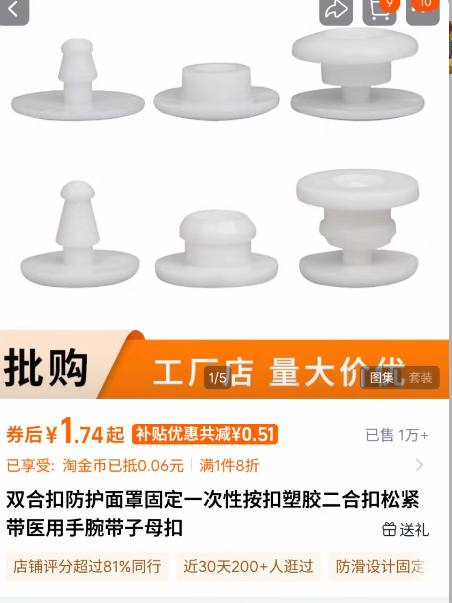 9
10
批购
工厂店 量大价优
1/5
图集 套装
券后¥1.74起 补贴优惠共减¥0.51
已售 1万+
已享受: 淘金币已抵0.06元 | 满1件8折
双合扣防护面罩固定一次性按扣塑胶二合扣松紧
带医用手腕带子母扣
送礼
店铺评分超过81%同行 近30天200+人逛过 防滑设计固定